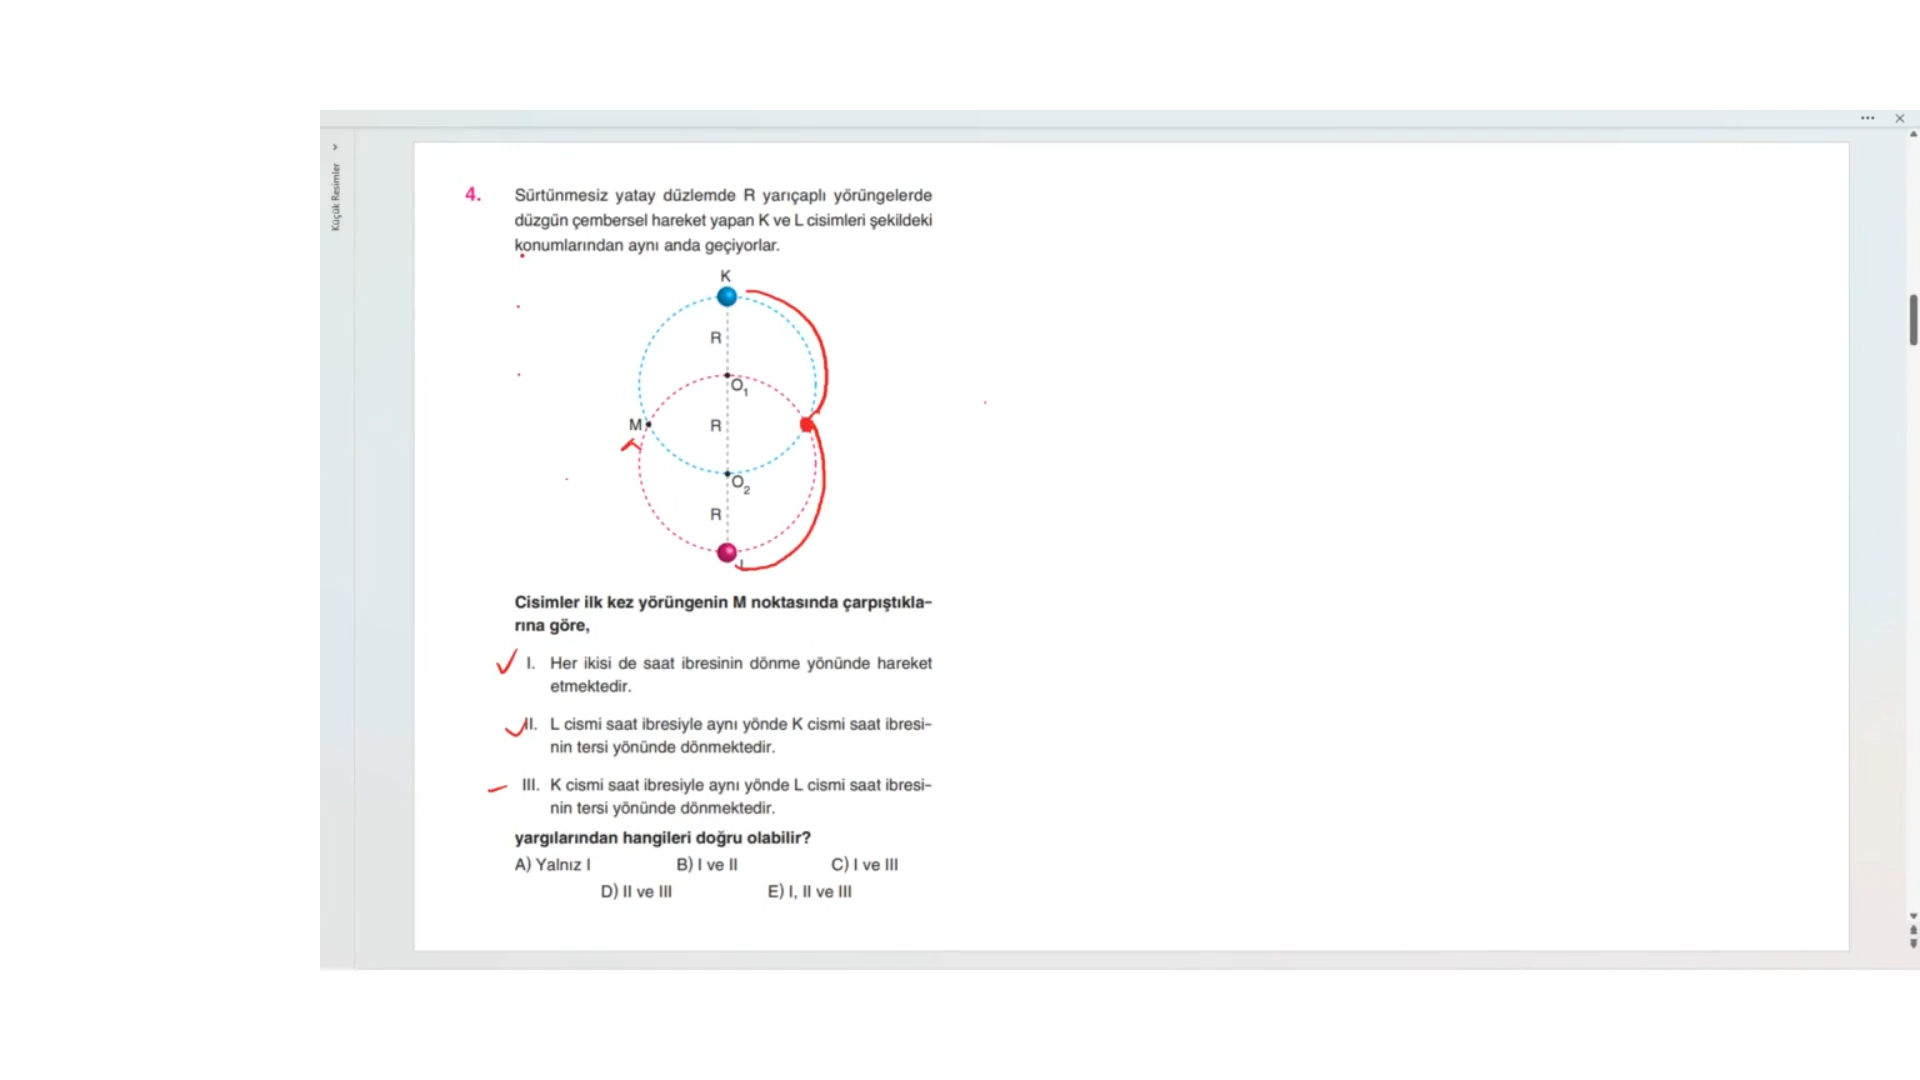 Küçük Resimler
4. Sürtünmesiz yatay düzlemde R yarıçaplı yörüngelerde
düzgün çembersel hareket yapan K ve L cisimleri şekildeki
konumlarından aynı anda geçiyorlar.
K
R
O1
M
R
O2
R
L
Cisimler ilk kez yörüngenin M noktasında çarpıştıkla-
rına göre,
I. Her ikisi de saat ibresinin dönme yönünde hareket
etmektedir.
II. L cismi saat ibresiyle aynı yönde K cismi saat ibresi-
nin tersi yönünde dönmektedir.
III. K cismi saat ibresiyle aynı yönde L cismi saat ibresi-
nin tersi yönünde dönmektedir.
yargılarından hangileri doğru olabilir?
A) Yalnız I B) I ve II C) I ve III
D) II ve III E) I, II ve III